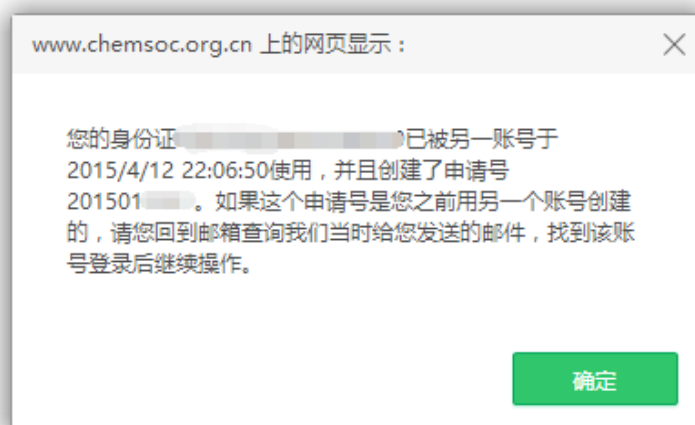 www.chemsoc.org.cn 上的网页显示：
您的身份证已被另一账号于
2015/4/12 22:06:50使用，并且创建了申请号
201501。如果这个申请号是您之前用另一个账号创建
的，请您回到邮箱查询我们当时给您发送的邮件，找到该账
号登录后继续操作。
确定